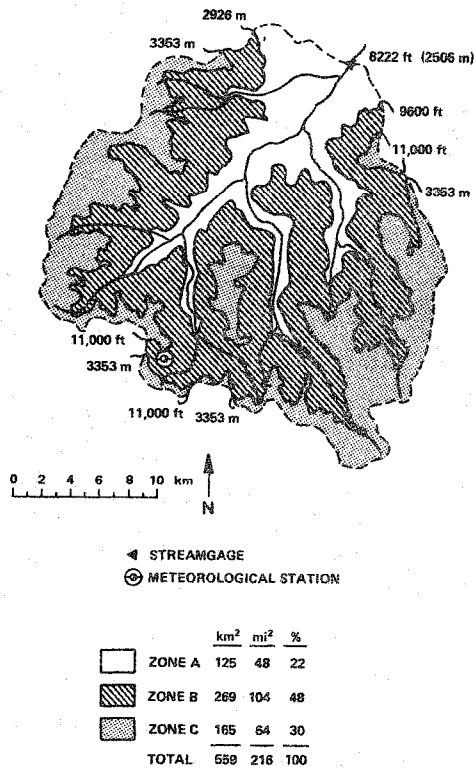 2926 m
3353 m
8222 ft (2506 m)
9600 ft
11,000 ft
3353 m
11,000 ft
3353 m
11,000 ft
3353 m
0 2 4 6 8 10 km
N
STREAMGAGE
METEOROLOGICAL STATION
km² mi² %
ZONE A 125 48 22
ZONE B 269 104 48
ZONE C 165 64 30
TOTAL 559 216 100